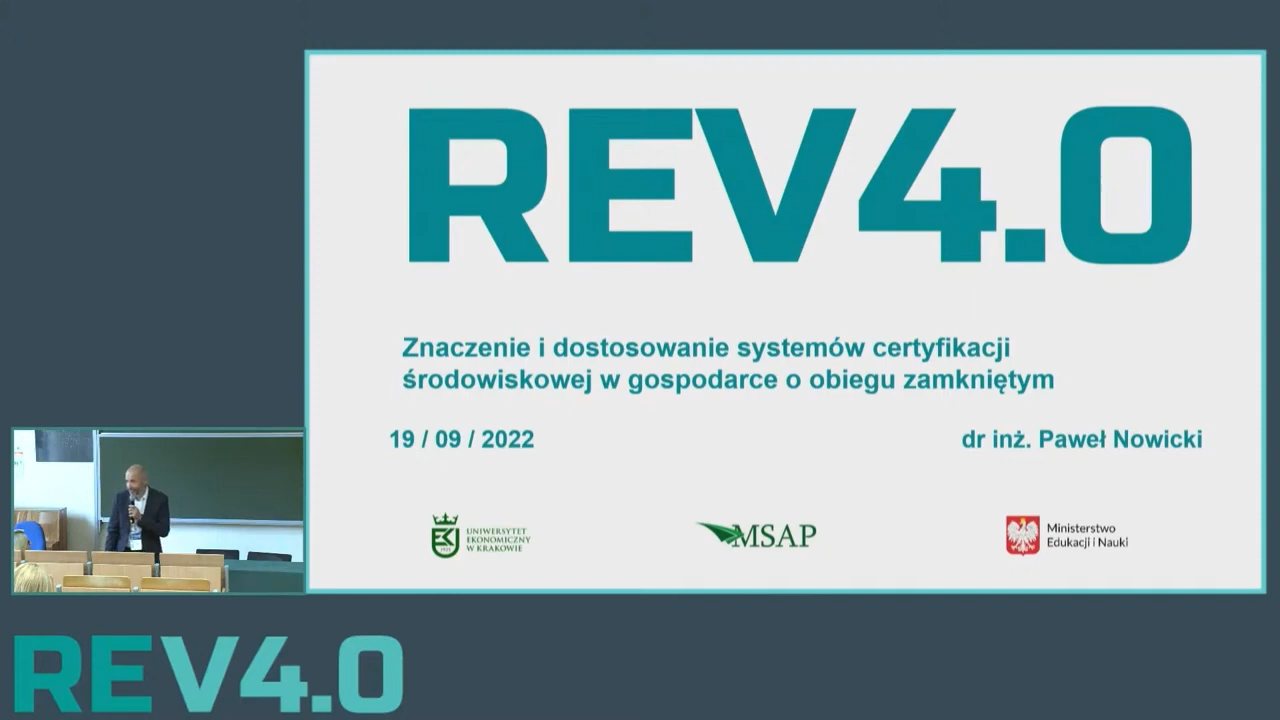 REV4.0
Znaczenie i dostosowanie systemów certyfikacji
środowiskowej w gospodarce o obiegu zamkniętym
19 / 09 / 2022
dr inż. Paweł Nowicki
UNIWERSYTET
EKONOMICZNY
W KRAKOWIE
MSAP
Ministerstwo
Edukacji i Nauki
REV4.0